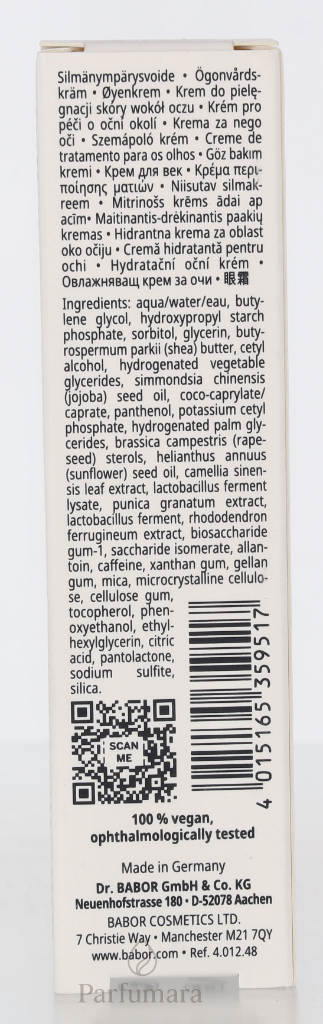 Silmänympärysvoide • Ögonvårds-
kräm • Øyenkrem • Krem do pielę-
gnacji skóry wokół oczu • Krém pro
péči o oční okolí • Krema za nego
oči • Szemápoló krém • Creme de
tratamento para os olhos • Göz bakım
kremi • Крем для век • Κρέμα περι-
ποίησης ματιών • Niisutav silmak-
reem • Mitrinošs krēms ādai ap
acīm• Maitinantis-drėkinantis paakių
kremas • Hidrantna krema za oblast
oko očiju • Cremă hidratantă pentru
ochi • Hydratační oční krém •
Овлажняващ крем за очи • 眼霜
Ingredients: aqua/water/eau, buty-
lene glycol, hydroxypropyl starch
phosphate, sorbitol, glycerin, buty-
rospermum parkii (shea) butter, cetyl
alcohol, hydrogenated vegetable
glycerides, simmondsia chinensis
(jojoba) seed oil, coco-caprylate/
caprate, panthenol, potassium cetyl
phosphate, hydrogenated palm gly-
cerides, brassica campestris (rape-
seed) sterols, helianthus annuus
(sunflower) seed oil, camellia sinen-
sis leaf extract, lactobacillus ferment
lysate, punica granatum extract,
lactobacillus ferment, rhododendron
ferrugineum extract, biosaccharide
gum-1, saccharide isomerate, allan-
toin, caffeine, xanthan gum, gellan
gum, mica, microcrystalline cellulo-
se, cellulose gum,
tocopherol, phen-
oxyethanol, ethyl-
hexylglycerin, citric
acid, pantolactone,
sodium sulfite,
silica.
SCAN
ME
4 015165 359517
100 % vegan,
ophthalmologically tested
Made in Germany
Dr. BABOR GmbH & Co. KG
Neuenhofstrasse 180 • D-52078 Aachen
BABOR COSMETICS LTD.
7 Christie Way • Manchester M21 7QY
www.babor.com • Ref. 4.012.48
Parfumara